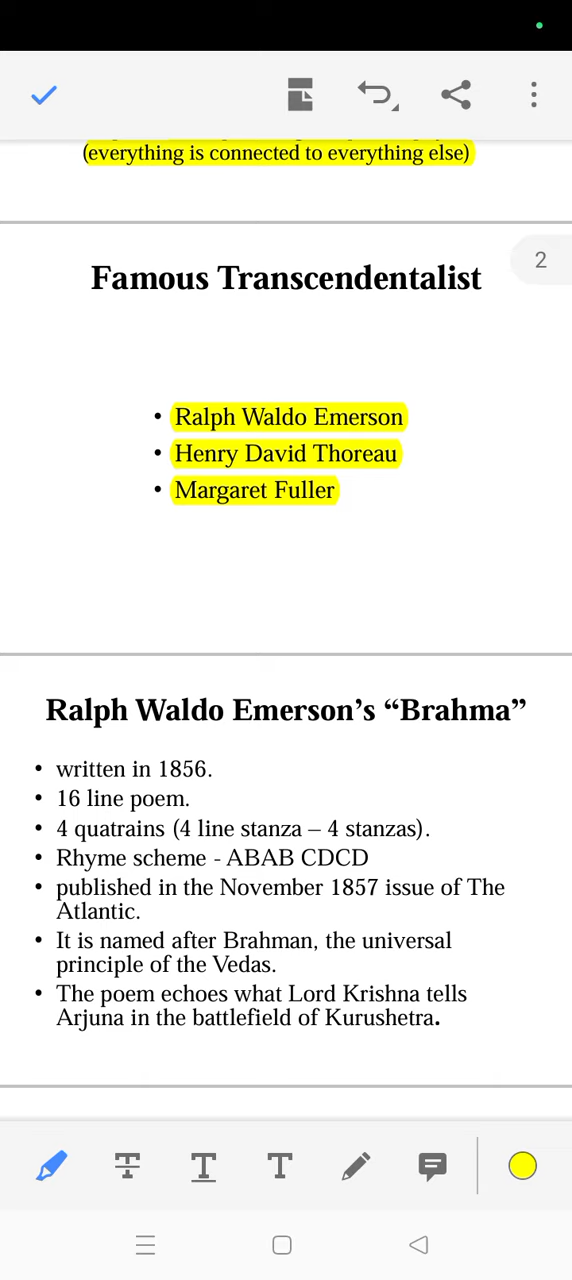 (everything is connected to everything else)
2
Famous Transcendentalist
• Ralph Waldo Emerson
• Henry David Thoreau
• Margaret Fuller
Ralph Waldo Emerson’s “Brahma”
• written in 1856.
• 16 line poem.
• 4 quatrains (4 line stanza – 4 stanzas).
• Rhyme scheme - ABAB CDCD
• published in the November 1857 issue of The
Atlantic.
• It is named after Brahman, the universal
principle of the Vedas.
• The poem echoes what Lord Krishna tells
Arjuna in the battlefield of Kurushetra.